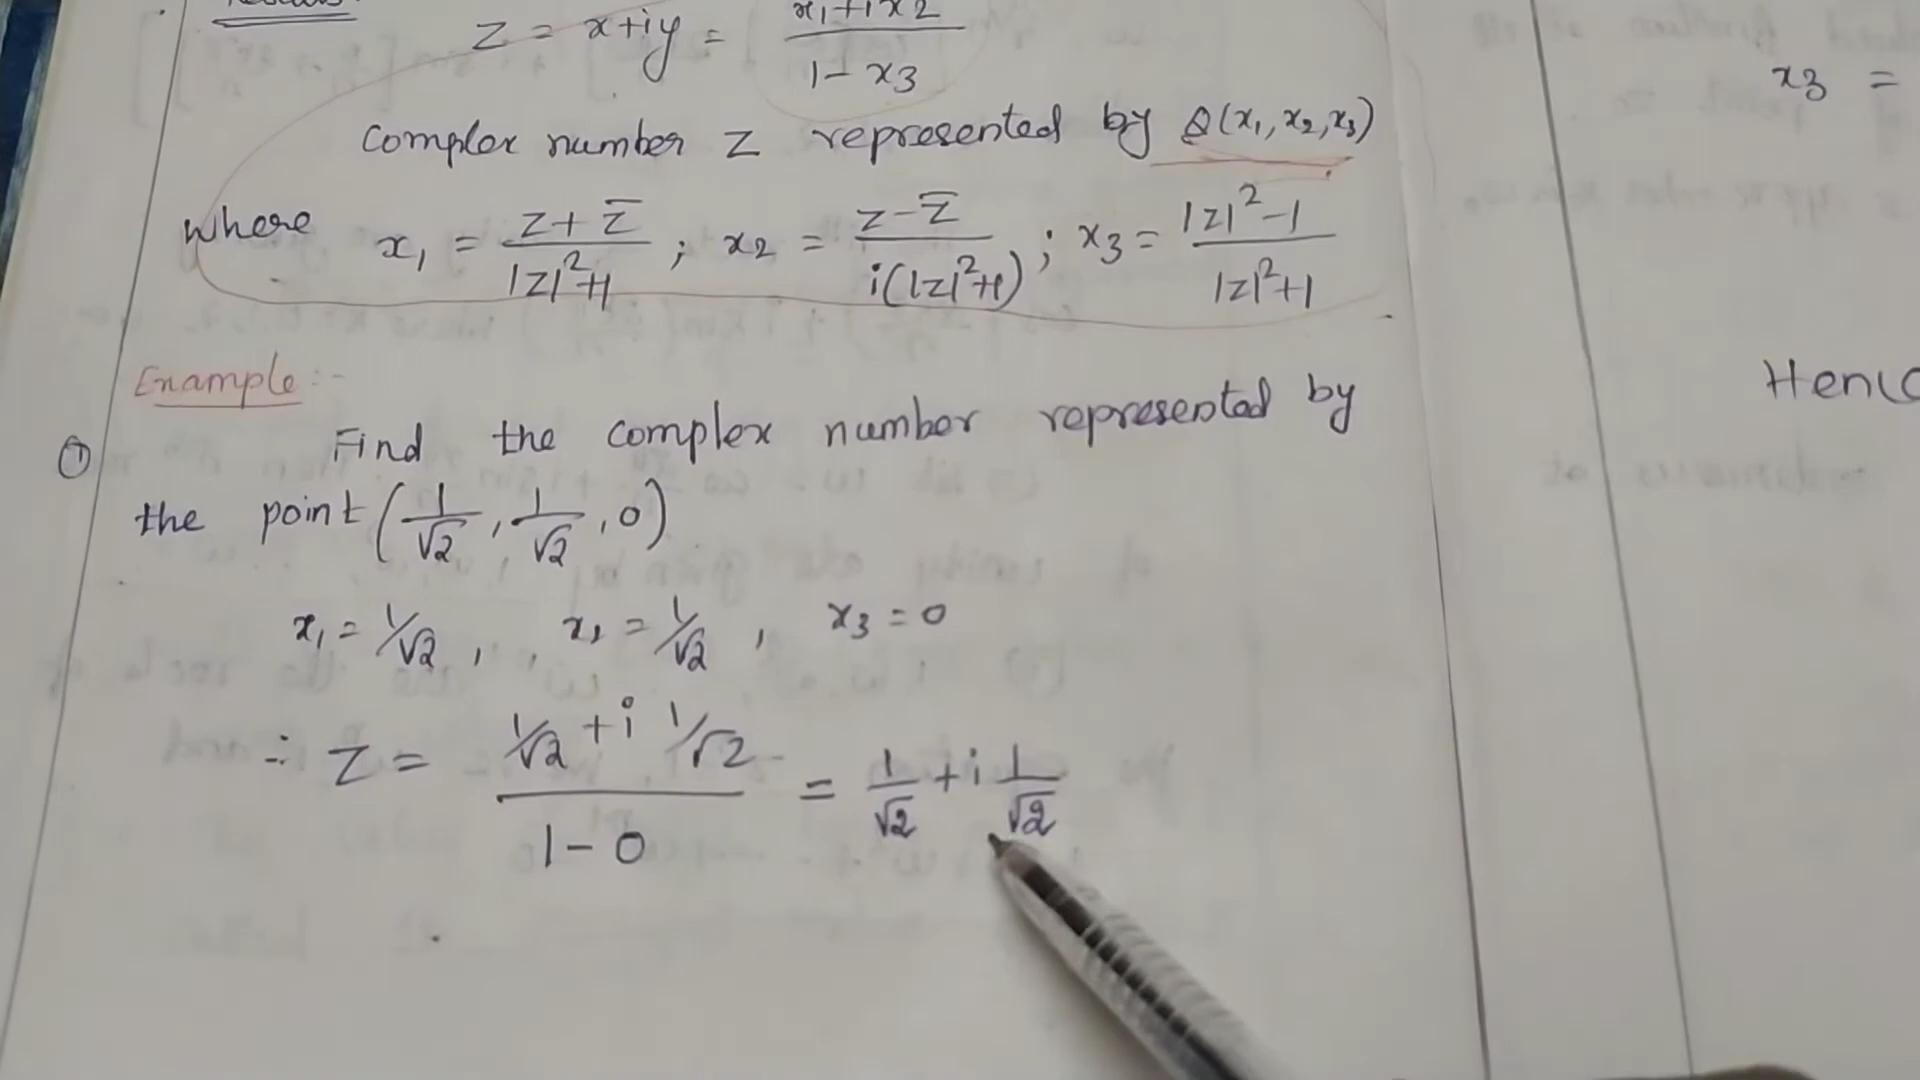 z = x+iy = x₁+ix₂ / 1-x₃
complex number z represented by Q(x₁,x₂,x₃)
where x₁ = z+z̅ / |z|²+1 ; x₂ = z-z̅ / i(|z|²+1) ; x₃ = |z|²-1 / |z|²+1
Example:-
① Find the complex number represented by
the point (1/√2, 1/√2, 0)
x₁ = 1/√2, , x₂ = 1/√2, x₃ = 0
∴ z = 1/√2 + i 1/√2 / 1-0 = 1/√2 + i 1/√2
x₃ =
Henc